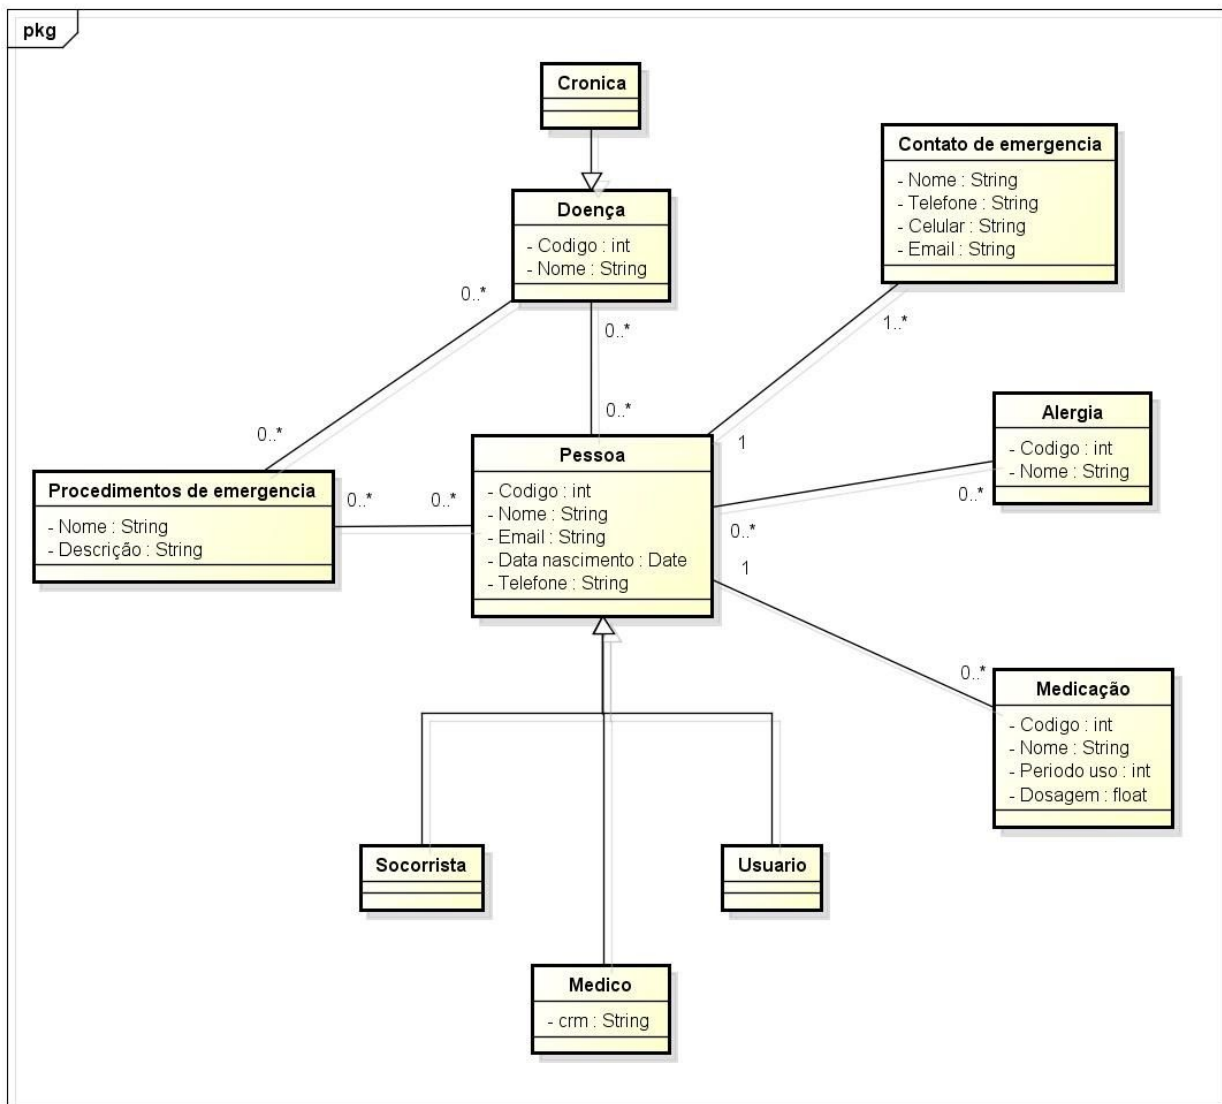 pkg
Cronica
Doença
- Codigo : int
- Nome : String
Contato de emergencia
- Nome : String
- Telefone : String
- Celular : String
- Email : String
0..*
0..*
1..*
0..*
0..*
1
Alergia
- Codigo : int
- Nome : String
0..*
0..*
Procedimentos de emergencia
- Nome : String
- Descrição : String
0..*
0..*
Pessoa
- Codigo : int
- Nome : String
- Email : String
- Data nascimento : Date
- Telefone : String
1
0..*
Medicação
- Codigo : int
- Nome : String
- Periodo uso : int
- Dosagem : float
Socorrista
Usuario
Medico
- crm : String